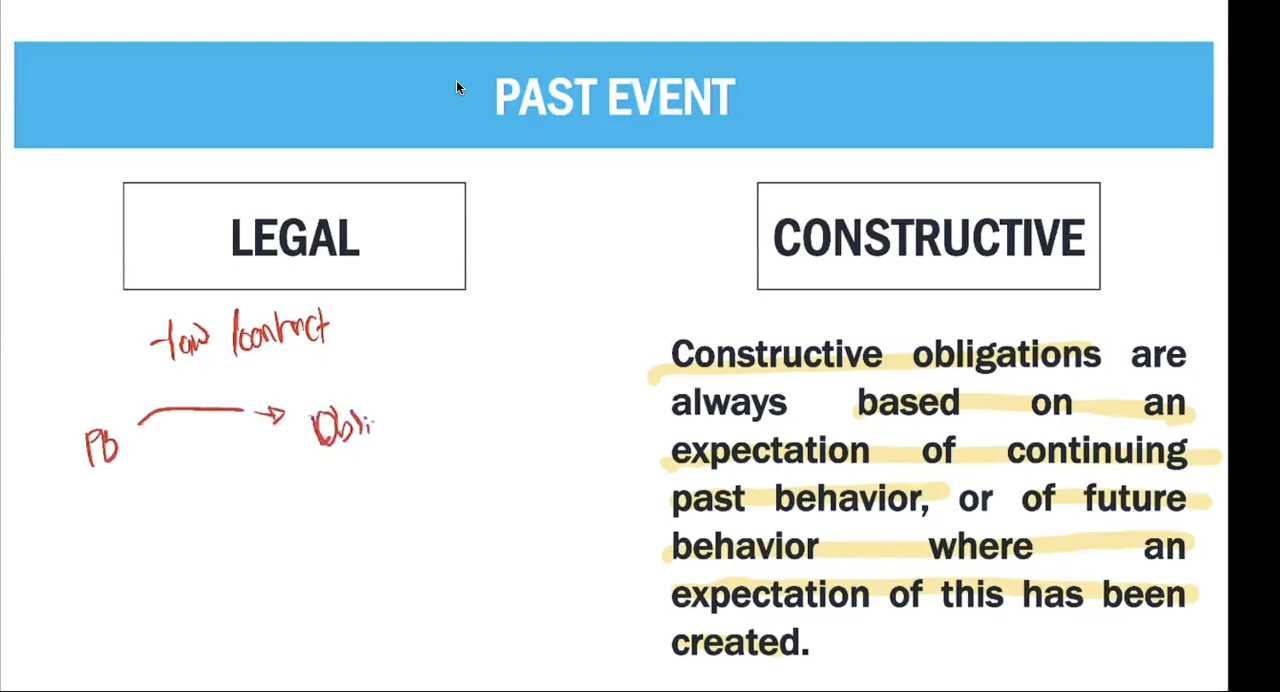 PAST EVENT
LEGAL
CONSTRUCTIVE
-law /contract
PB → Obli
Constructive obligations are
always based on an
expectation of continuing
past behavior, or of future
behavior where an
expectation of this has been
created.